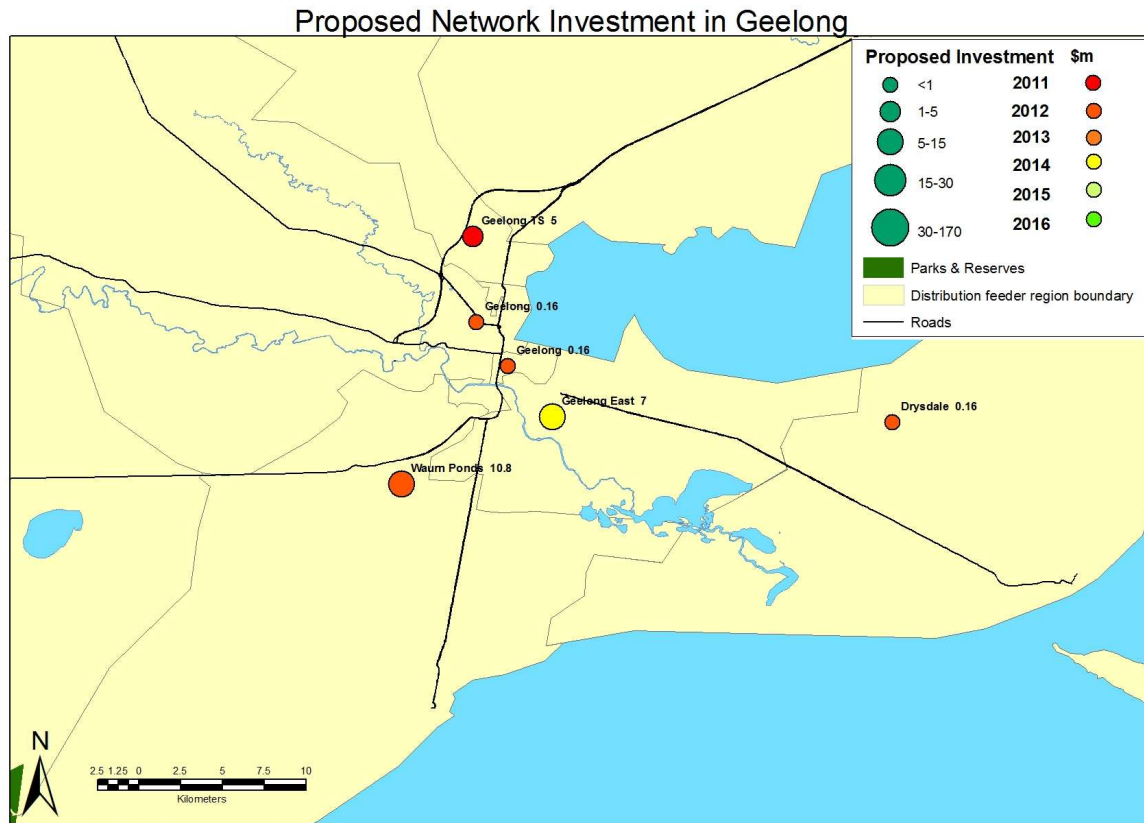 Proposed Network Investment in Geelong
Proposed Investment $m
<1 2011
1-5 2012
5-15 2013
15-30 2014
2015
30-170 2016
Parks & Reserves
Distribution feeder region boundary
Roads
Geelong TS 5
Geelong 0.16
Geelong 0.16
Geelong East 7
Drysdale 0.16
Waurn Ponds 10.8
N
2.5 1.25 0 2.5 5 7.5 10
Kilometers